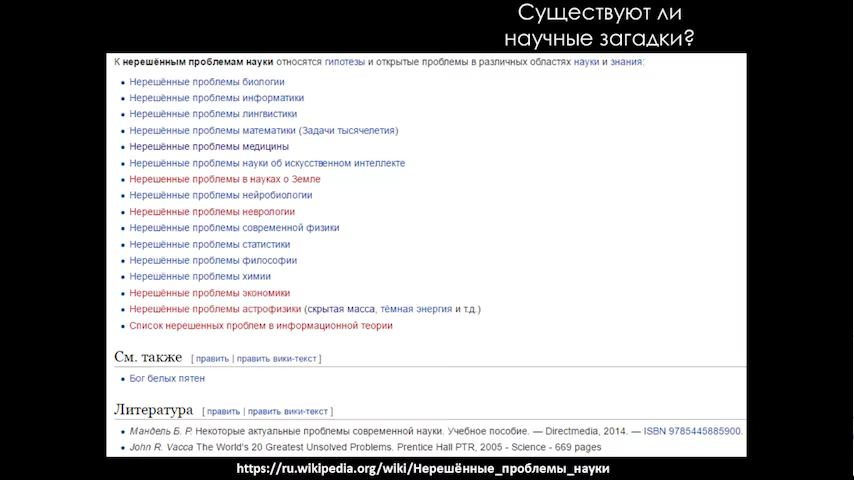 Существуют ли
научные загадки?
К нерешённым проблемам науки относятся гипотезы и открытые проблемы в различных областях науки и знания:
Нерешённые проблемы биологии
Нерешённые проблемы информатики
Нерешённые проблемы лингвистики
Нерешённые проблемы математики (Задачи тысячелетия)
Нерешённые проблемы медицины
Нерешённые проблемы науки об искусственном интеллекте
Нерешенные проблемы в науках о Земле
Нерешённые проблемы нейробиологии
Нерешённые проблемы неврологии
Нерешённые проблемы современной физики
Нерешённые проблемы статистики
Нерешённые проблемы философии
Нерешённые проблемы химии
Нерешённые проблемы экономики
Нерешённые проблемы астрофизики (скрытая масса, тёмная энергия и т.д.)
Список нерешенных проблем в информационной теории
См. также [ править | править вики-текст ]
Бог белых пятен
Литература [ править | править вики-текст ]
Мандель Б. Р. Некоторые актуальные проблемы современной науки. Учебное пособие. — Directmedia, 2014. — ISBN 9785445885900.
John R. Vacca The World's 20 Greatest Unsolved Problems. Prentice Hall PTR, 2005 - Science - 669 pages
https://ru.wikipedia.org/wiki/Нерешённые_проблемы_науки